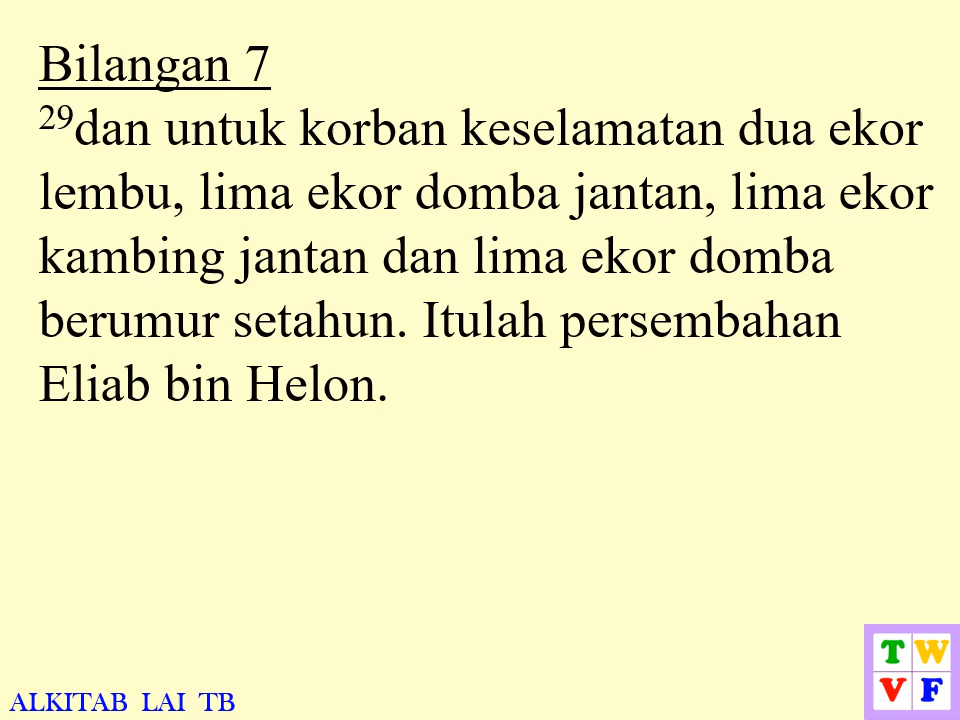 Bilangan 7
29dan untuk korban keselamatan dua ekor
lembu, lima ekor domba jantan, lima ekor
kambing jantan dan lima ekor domba
berumur setahun. Itulah persembahan
Eliab bin Helon.
ALKITAB LAI TB
T W
V F